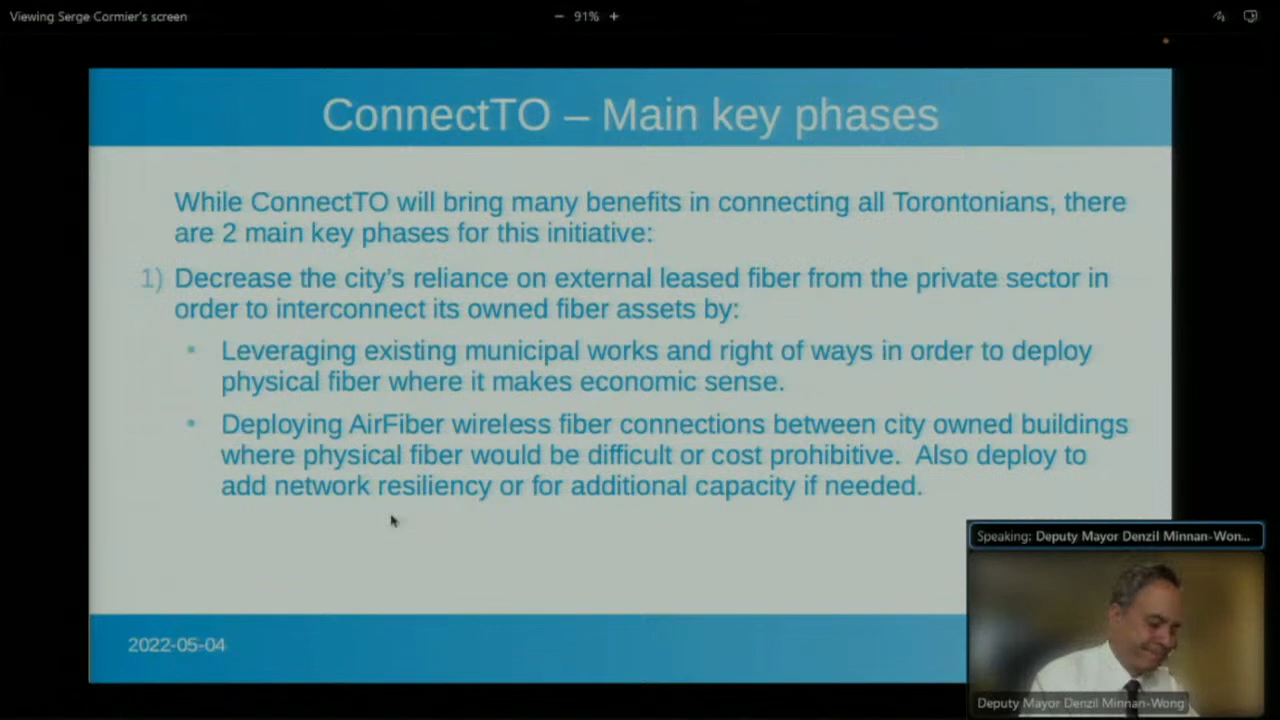 Viewing Serge Cormier's screen
− 91% +
ConnectTO – Main key phases
While ConnectTO will bring many benefits in connecting all Torontonians, there
are 2 main key phases for this initiative:
1) Decrease the city's reliance on external leased fiber from the private sector in
order to interconnect its owned fiber assets by:
• Leveraging existing municipal works and right of ways in order to deploy
physical fiber where it makes economic sense.
• Deploying AirFiber wireless fiber connections between city owned buildings
where physical fiber would be difficult or cost prohibitive. Also deploy to
add network resiliency or for additional capacity if needed.
2022-05-04
Speaking: Deputy Mayor Denzil Minnan-Won...
Deputy Mayor Denzil Minnan-Wong